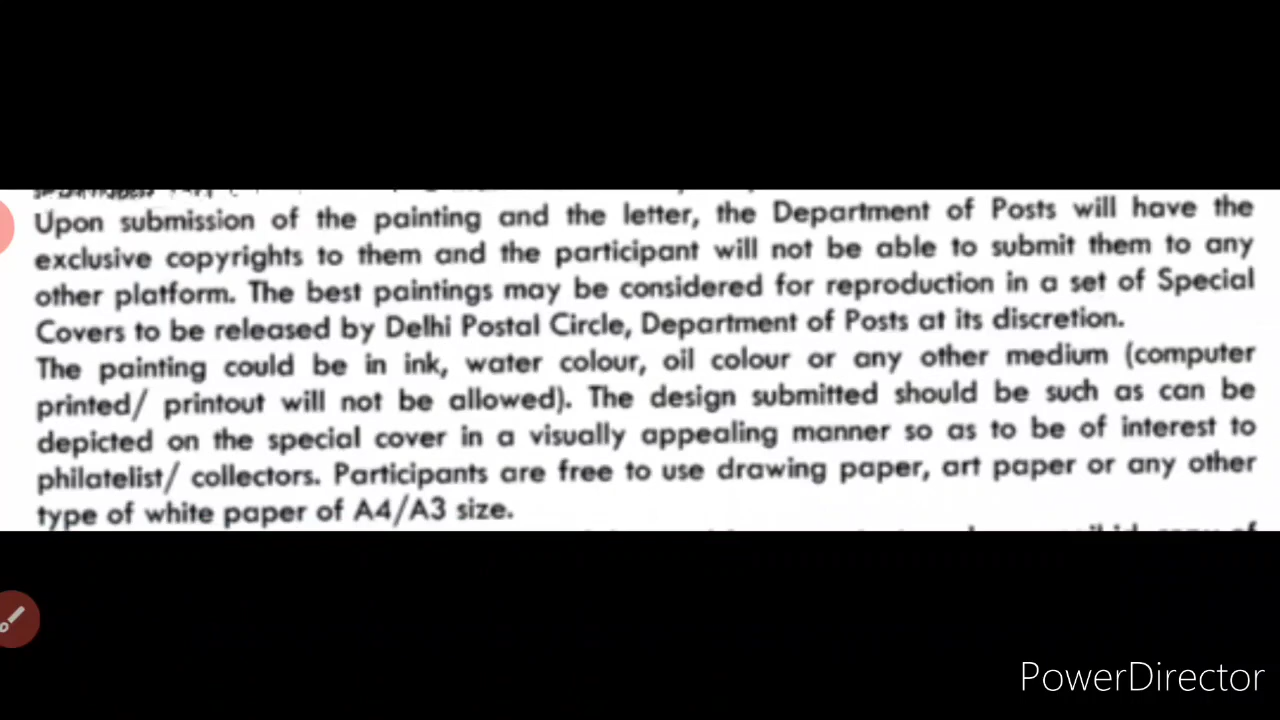 Upon submission of the painting and the letter, the Department of Posts will have the
exclusive copyrights to them and the participant will not be able to submit them to any
other platform. The best paintings may be considered for reproduction in a set of Special
Covers to be released by Delhi Postal Circle, Department of Posts at its discretion.
The painting could be in ink, water colour, oil colour or any other medium (computer
printed/ printout will not be allowed). The design submitted should be such as can be
depicted on the special cover in a visually appealing manner so as to be of interest to
philatelist/ collectors. Participants are free to use drawing paper, art paper or any other
type of white paper of A4/A3 size.
copy of
PowerDirector